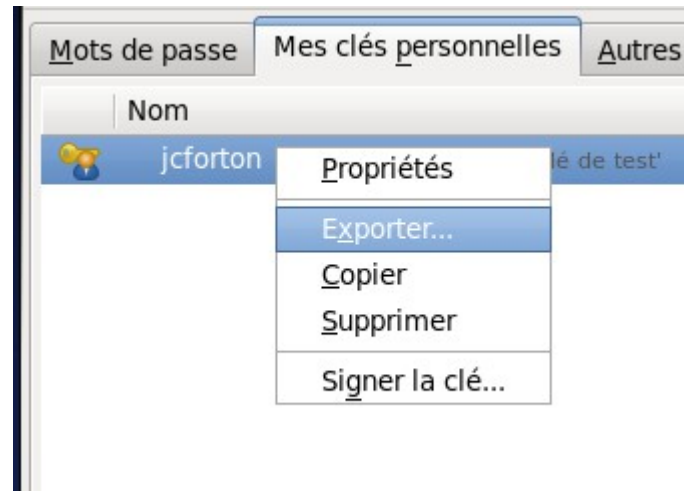 Mots de passe Mes clés personnelles Autres
Nom
jcforton lé de test'
Propriétés
Exporter...
Copier
Supprimer
Signer la clé...